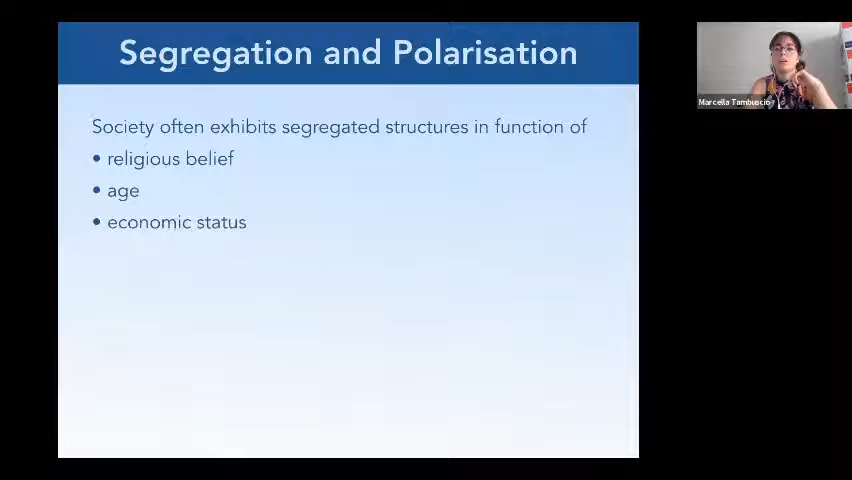 Segregation and Polarisation
Society often exhibits segregated structures in function of
• religious belief
• age
• economic status
Marcella Tambuscio